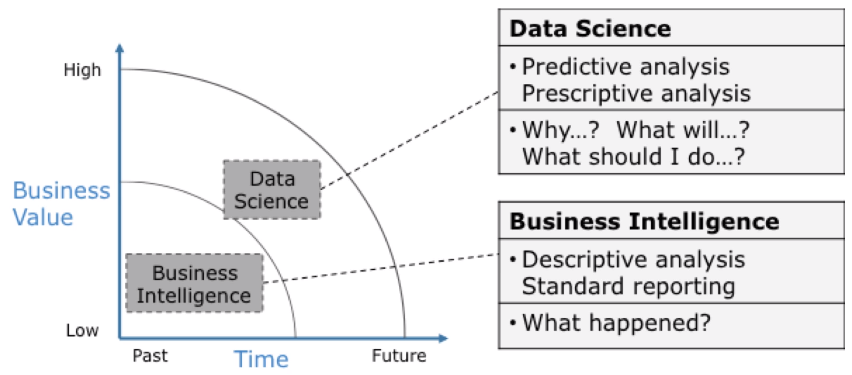 High
Business
Value
Low
Past
Time
Future
Data
Science
Business
Intelligence
Data Science
• Predictive analysis
Prescriptive analysis
• Why...? What will...?
What should I do...?
Business Intelligence
• Descriptive analysis
Standard reporting
• What happened?